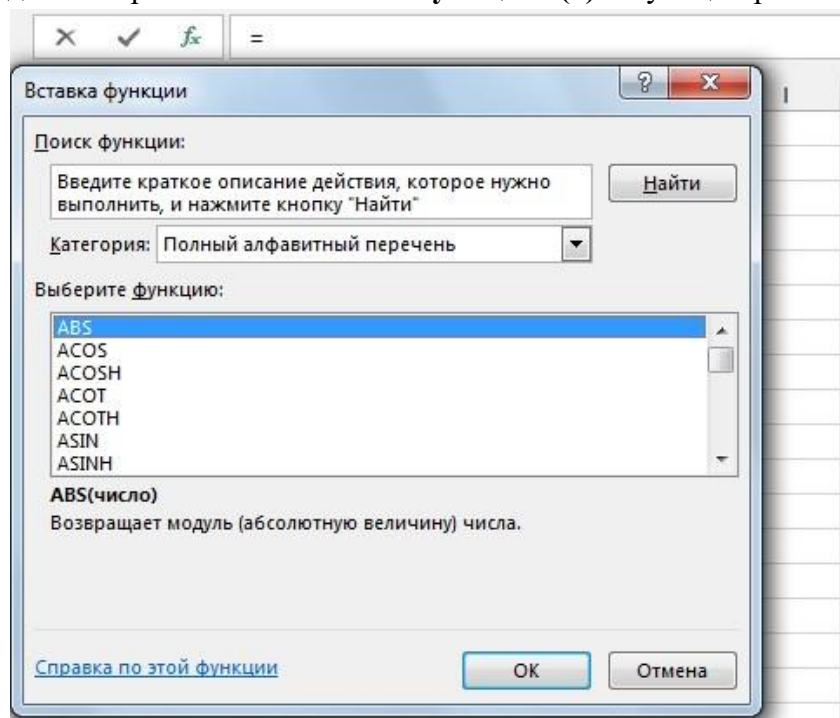 fx =
Вставка функции
I
Поиск функции:
Введите краткое описание действия, которое нужно
выполнить, и нажмите кнопку "Найти"
Найти
Категория: Полный алфавитный перечень
Выберите функцию:
ABS
ACOS
ACOSH
ACOT
ACOTH
ASIN
ASINH
ABS(число)
Возвращает модуль (абсолютную величину) числа.
Справка по этой функции
ОК
Отмена